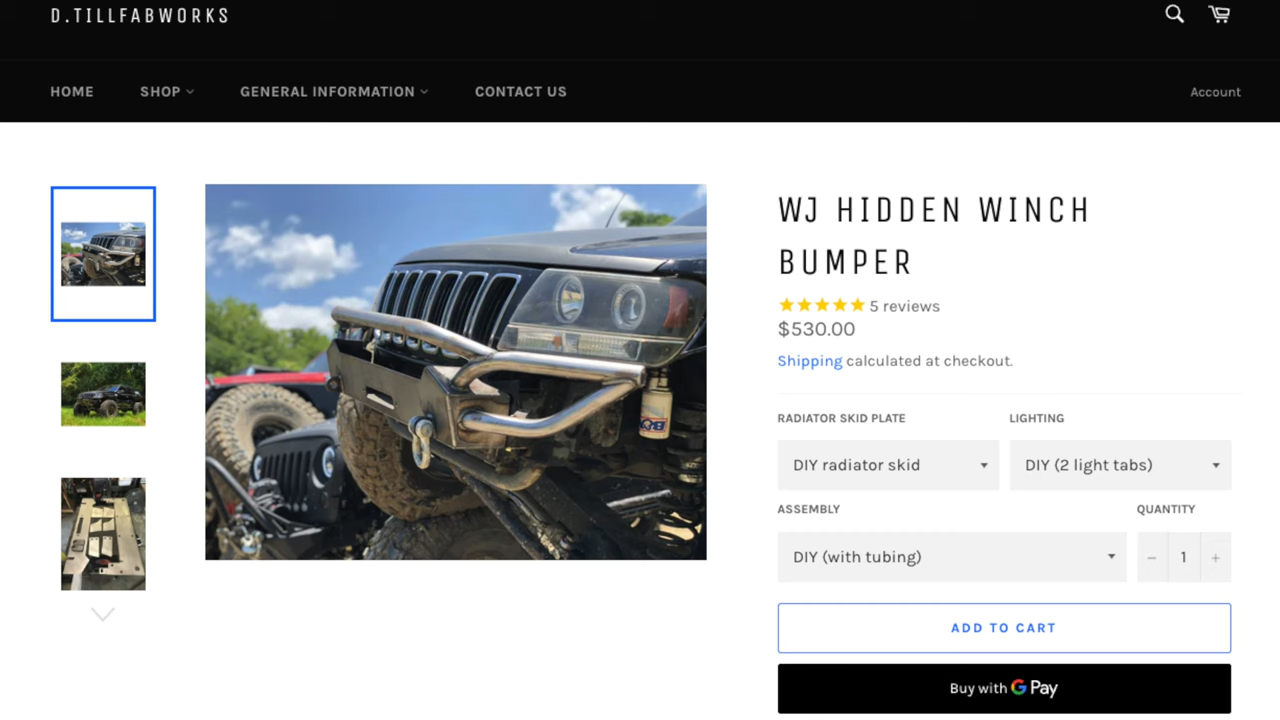 D.TILLFABWORKS
HOME SHOP GENERAL INFORMATION CONTACT US Account
WJ HIDDEN WINCH
BUMPER
5 reviews
$530.00
Shipping calculated at checkout.
RADIATOR SKID PLATE LIGHTING
DIY radiator skid DIY (2 light tabs)
ASSEMBLY QUANTITY
DIY (with tubing) − 1 +
ADD TO CART
Buy with G Pay